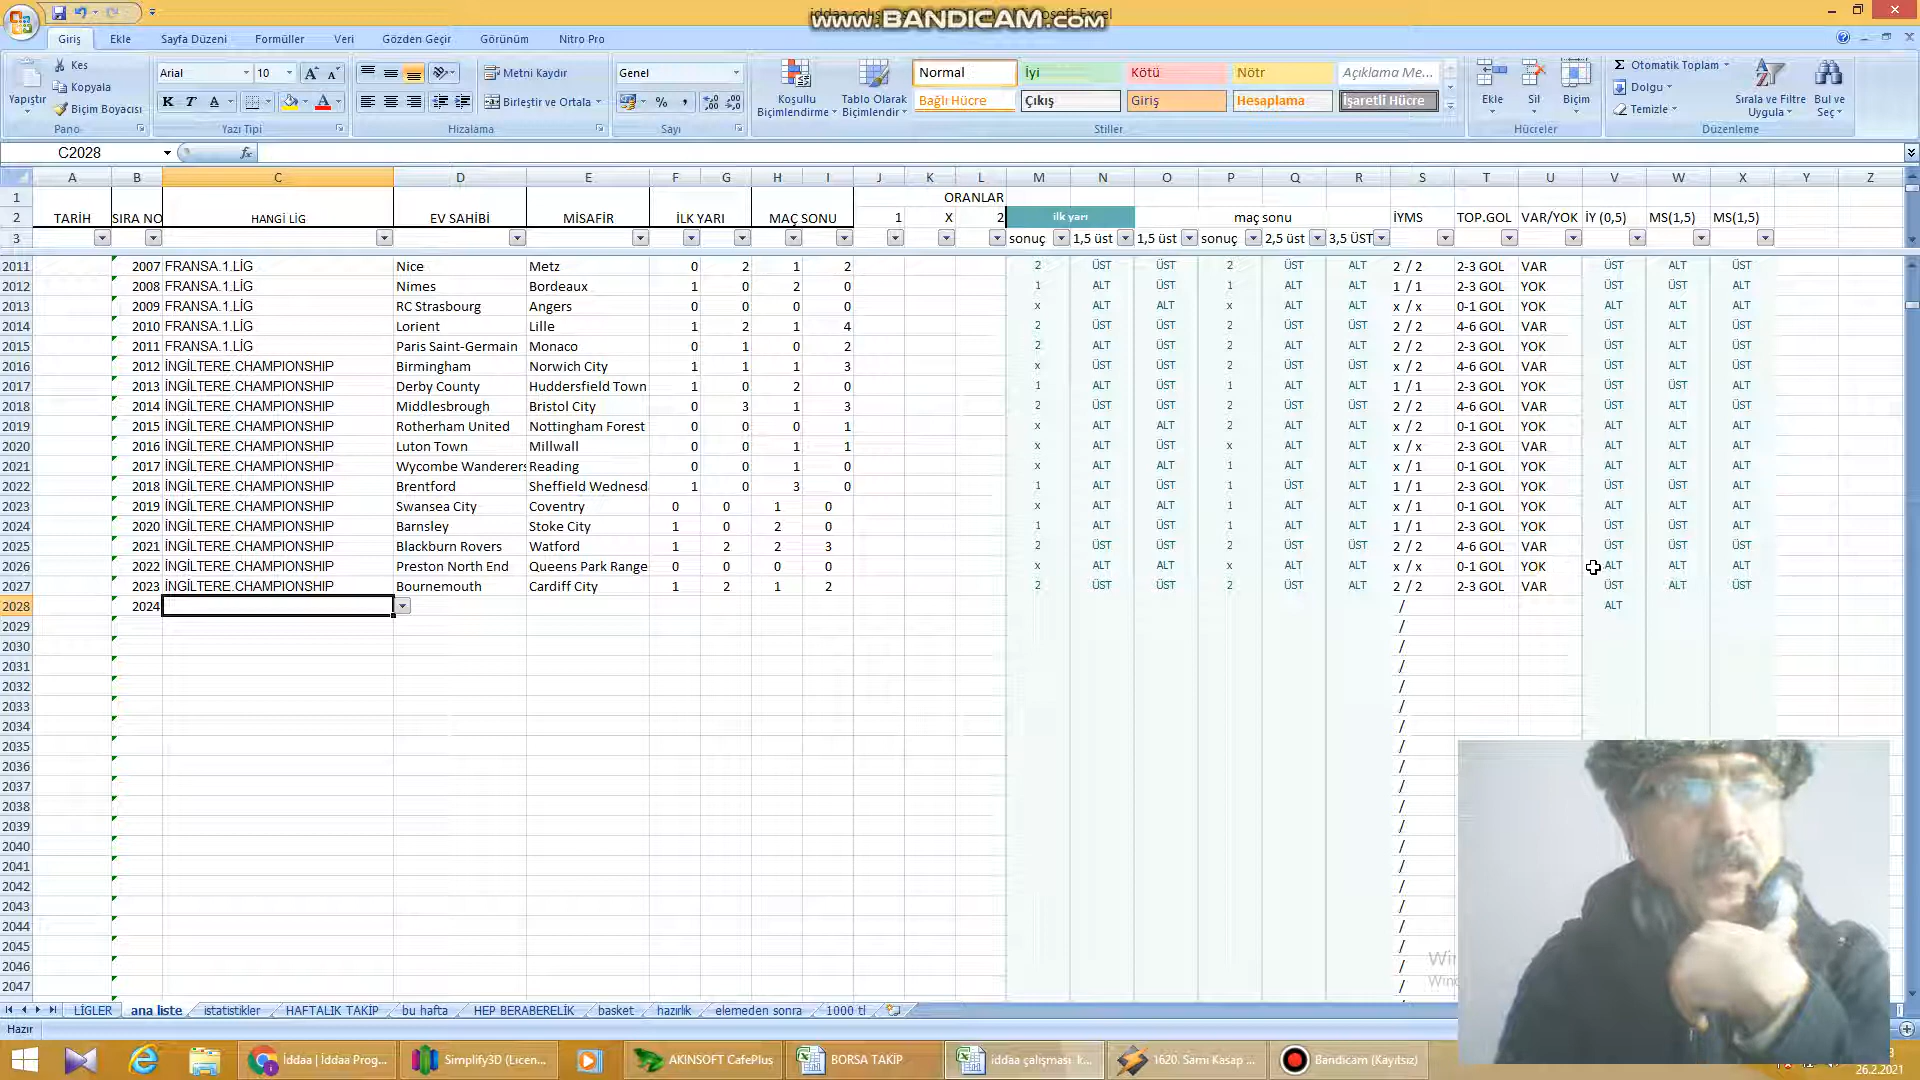 iddaa çalışması
Microsoft Excel
www.BANDICAM.com
Giriş Ekle Sayfa Düzeni Formüller Veri Gözden Geçir Görünüm Nitro Pro
Yapıştır
Kes
Kopyala
Biçim Boyacısı
Pano
Arial 10
K T A
Yazı Tipi
Metni Kaydır
Birleştir ve Ortala
Hizalama
Genel
% ,
Sayı
Koşullu Biçimlendirme
Tablo Olarak Biçimlendir
Normal İyi Kötü Nötr Açıklama Me...
Bağlı Hücre Çıkış Giriş Hesaplama İşaretli Hücre
Stiller
Ekle Sil Biçim
Hücreler
Otomatik Toplam
Dolgu
Temizle
Sırala ve Filtre Uygula
Bul ve Seç
Düzenleme
C2028 fx
A B C D E F G H I J K L M N O P Q R S T U V W X Y Z
1 ORANLAR
2 TARİH SIRA NO HANGİ LİG EV SAHİBİ MİSAFİR İLK YARI MAÇ SONU 1 X 2 ilk yarı maç sonu İYMS TOP.GOL VAR/YOK İY (0,5) MS(1,5) MS(1,5)
3 sonuç 1,5 üst 1,5 üst sonuç 2,5 üst 3,5 ÜST
2011 2007 FRANSA.1.LİG Nice Metz 0 2 1 2 2 ÜST ÜST 2 ÜST ALT 2 / 2 2-3 GOL VAR ÜST ALT ÜST
2012 2008 FRANSA.1.LİG Nimes Bordeaux 1 0 2 0 1 ALT ÜST 1 ALT ALT 1 / 1 2-3 GOL YOK ÜST ÜST ALT
2013 2009 FRANSA.1.LİG RC Strasbourg Angers 0 0 0 0 x ALT ALT x ALT ALT x / x 0-1 GOL YOK ALT ALT ALT
2014 2010 FRANSA.1.LİG Lorient Lille 1 2 1 4 2 ÜST ÜST 2 ÜST ÜST 2 / 2 4-6 GOL VAR ÜST ALT ÜST
2015 2011 FRANSA.1.LİG Paris Saint-Germain Monaco 0 1 0 2 2 ALT ÜST 2 ALT ALT 2 / 2 2-3 GOL YOK ÜST ALT ÜST
2016 2012 İNGİLTERE.CHAMPIONSHIP Birmingham Norwich City 1 1 1 3 x ÜST ÜST 2 ÜST ÜST x / 2 4-6 GOL VAR ÜST ALT ÜST
2017 2013 İNGİLTERE.CHAMPIONSHIP Derby County Huddersfield Town 1 0 2 0 1 ALT ÜST 1 ALT ALT 1 / 1 2-3 GOL YOK ÜST ÜST ALT
2018 2014 İNGİLTERE.CHAMPIONSHIP Middlesbrough Bristol City 0 3 1 3 2 ÜST ÜST 2 ÜST ÜST 2 / 2 4-6 GOL VAR ÜST ALT ÜST
2019 2015 İNGİLTERE.CHAMPIONSHIP Rotherham United Nottingham Forest 0 0 0 1 x ALT ALT 2 ALT ALT x / 2 0-1 GOL YOK ALT ALT ALT
2020 2016 İNGİLTERE.CHAMPIONSHIP Luton Town Millwall 0 0 1 1 x ALT ÜST x ALT ALT x / x 2-3 GOL VAR ALT ALT ALT
2021 2017 İNGİLTERE.CHAMPIONSHIP Wycombe Wanderers Reading 0 0 1 0 x ALT ALT 1 ALT ALT x / 1 0-1 GOL YOK ALT ALT ALT
2022 2018 İNGİLTERE.CHAMPIONSHIP Brentford Sheffield Wednesd 1 0 3 0 1 ALT ÜST 1 ÜST ALT 1 / 1 2-3 GOL YOK ÜST ÜST ALT
2023 2019 İNGİLTERE.CHAMPIONSHIP Swansea City Coventry 0 0 1 0 x ALT ALT 1 ALT ALT x / 1 0-1 GOL YOK ALT ALT ALT
2024 2020 İNGİLTERE.CHAMPIONSHIP Barnsley Stoke City 1 0 2 0 1 ALT ÜST 1 ALT ALT 1 / 1 2-3 GOL YOK ÜST ÜST ALT
2025 2021 İNGİLTERE.CHAMPIONSHIP Blackburn Rovers Watford 1 2 2 3 2 ÜST ÜST 2 ÜST ÜST 2 / 2 4-6 GOL VAR ÜST ÜST ÜST
2026 2022 İNGİLTERE.CHAMPIONSHIP Preston North End Queens Park Range 0 0 0 0 x ALT ALT x ALT ALT x / x 0-1 GOL YOK ALT ALT ALT
2027 2023 İNGİLTERE.CHAMPIONSHIP Bournemouth Cardiff City 1 2 1 2 2 ÜST ÜST 2 ÜST ALT 2 / 2 2-3 GOL VAR ÜST ALT ÜST
2028 2024 / ALT
2029 /
2030 /
2031 /
2032 /
2033 /
2034 /
2035 /
2036 /
2037 /
2038 /
2039 /
2040 /
2041 /
2042 /
2043 /
2044 /
2045 /
2046 /
2047 /
LİGLER ana liste istatistikler HAFTALIK TAKİP bu hafta HEP BERABERELİK basket hazırlık elemeden sonra 1000 tl
Hazır
İddaa | İddaa Prog... Simplify3D (Licen... AKINSOFT CafePlus BORSA TAKİP iddaa çalışması k... 1620. Sami Kasap ... Bandicam (Kayıtsız)
26.2.2021